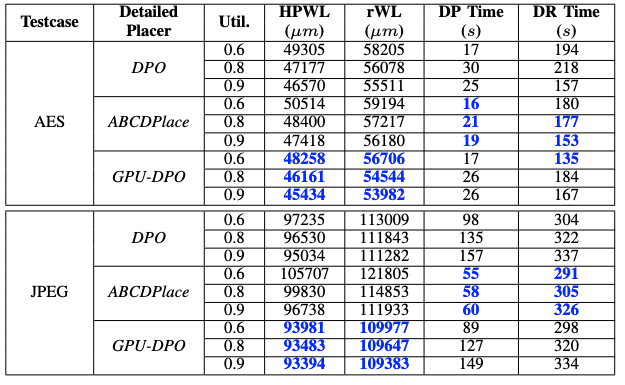 Testcase Detailed Placer Util. HPWL (μm) rWL (μm) DP Time (s) DR Time (s)
AES DPO 0.6 49305 58205 17 194
0.8 47177 56078 30 218
0.9 46570 55511 25 157
ABCDPlace 0.6 50514 59194 16 180
0.8 48400 57217 21 177
0.9 47418 56180 19 153
GPU-DPO 0.6 48258 56706 17 135
0.8 46161 54544 26 184
0.9 45434 53982 26 167
JPEG DPO 0.6 97235 113009 98 304
0.8 96530 111843 135 322
0.9 95034 111282 157 337
ABCDPlace 0.6 105707 121805 55 291
0.8 99830 114853 58 305
0.9 96738 111933 60 326
GPU-DPO 0.6 93981 109977 89 298
0.8 93483 109647 127 320
0.9 93394 109383 149 334